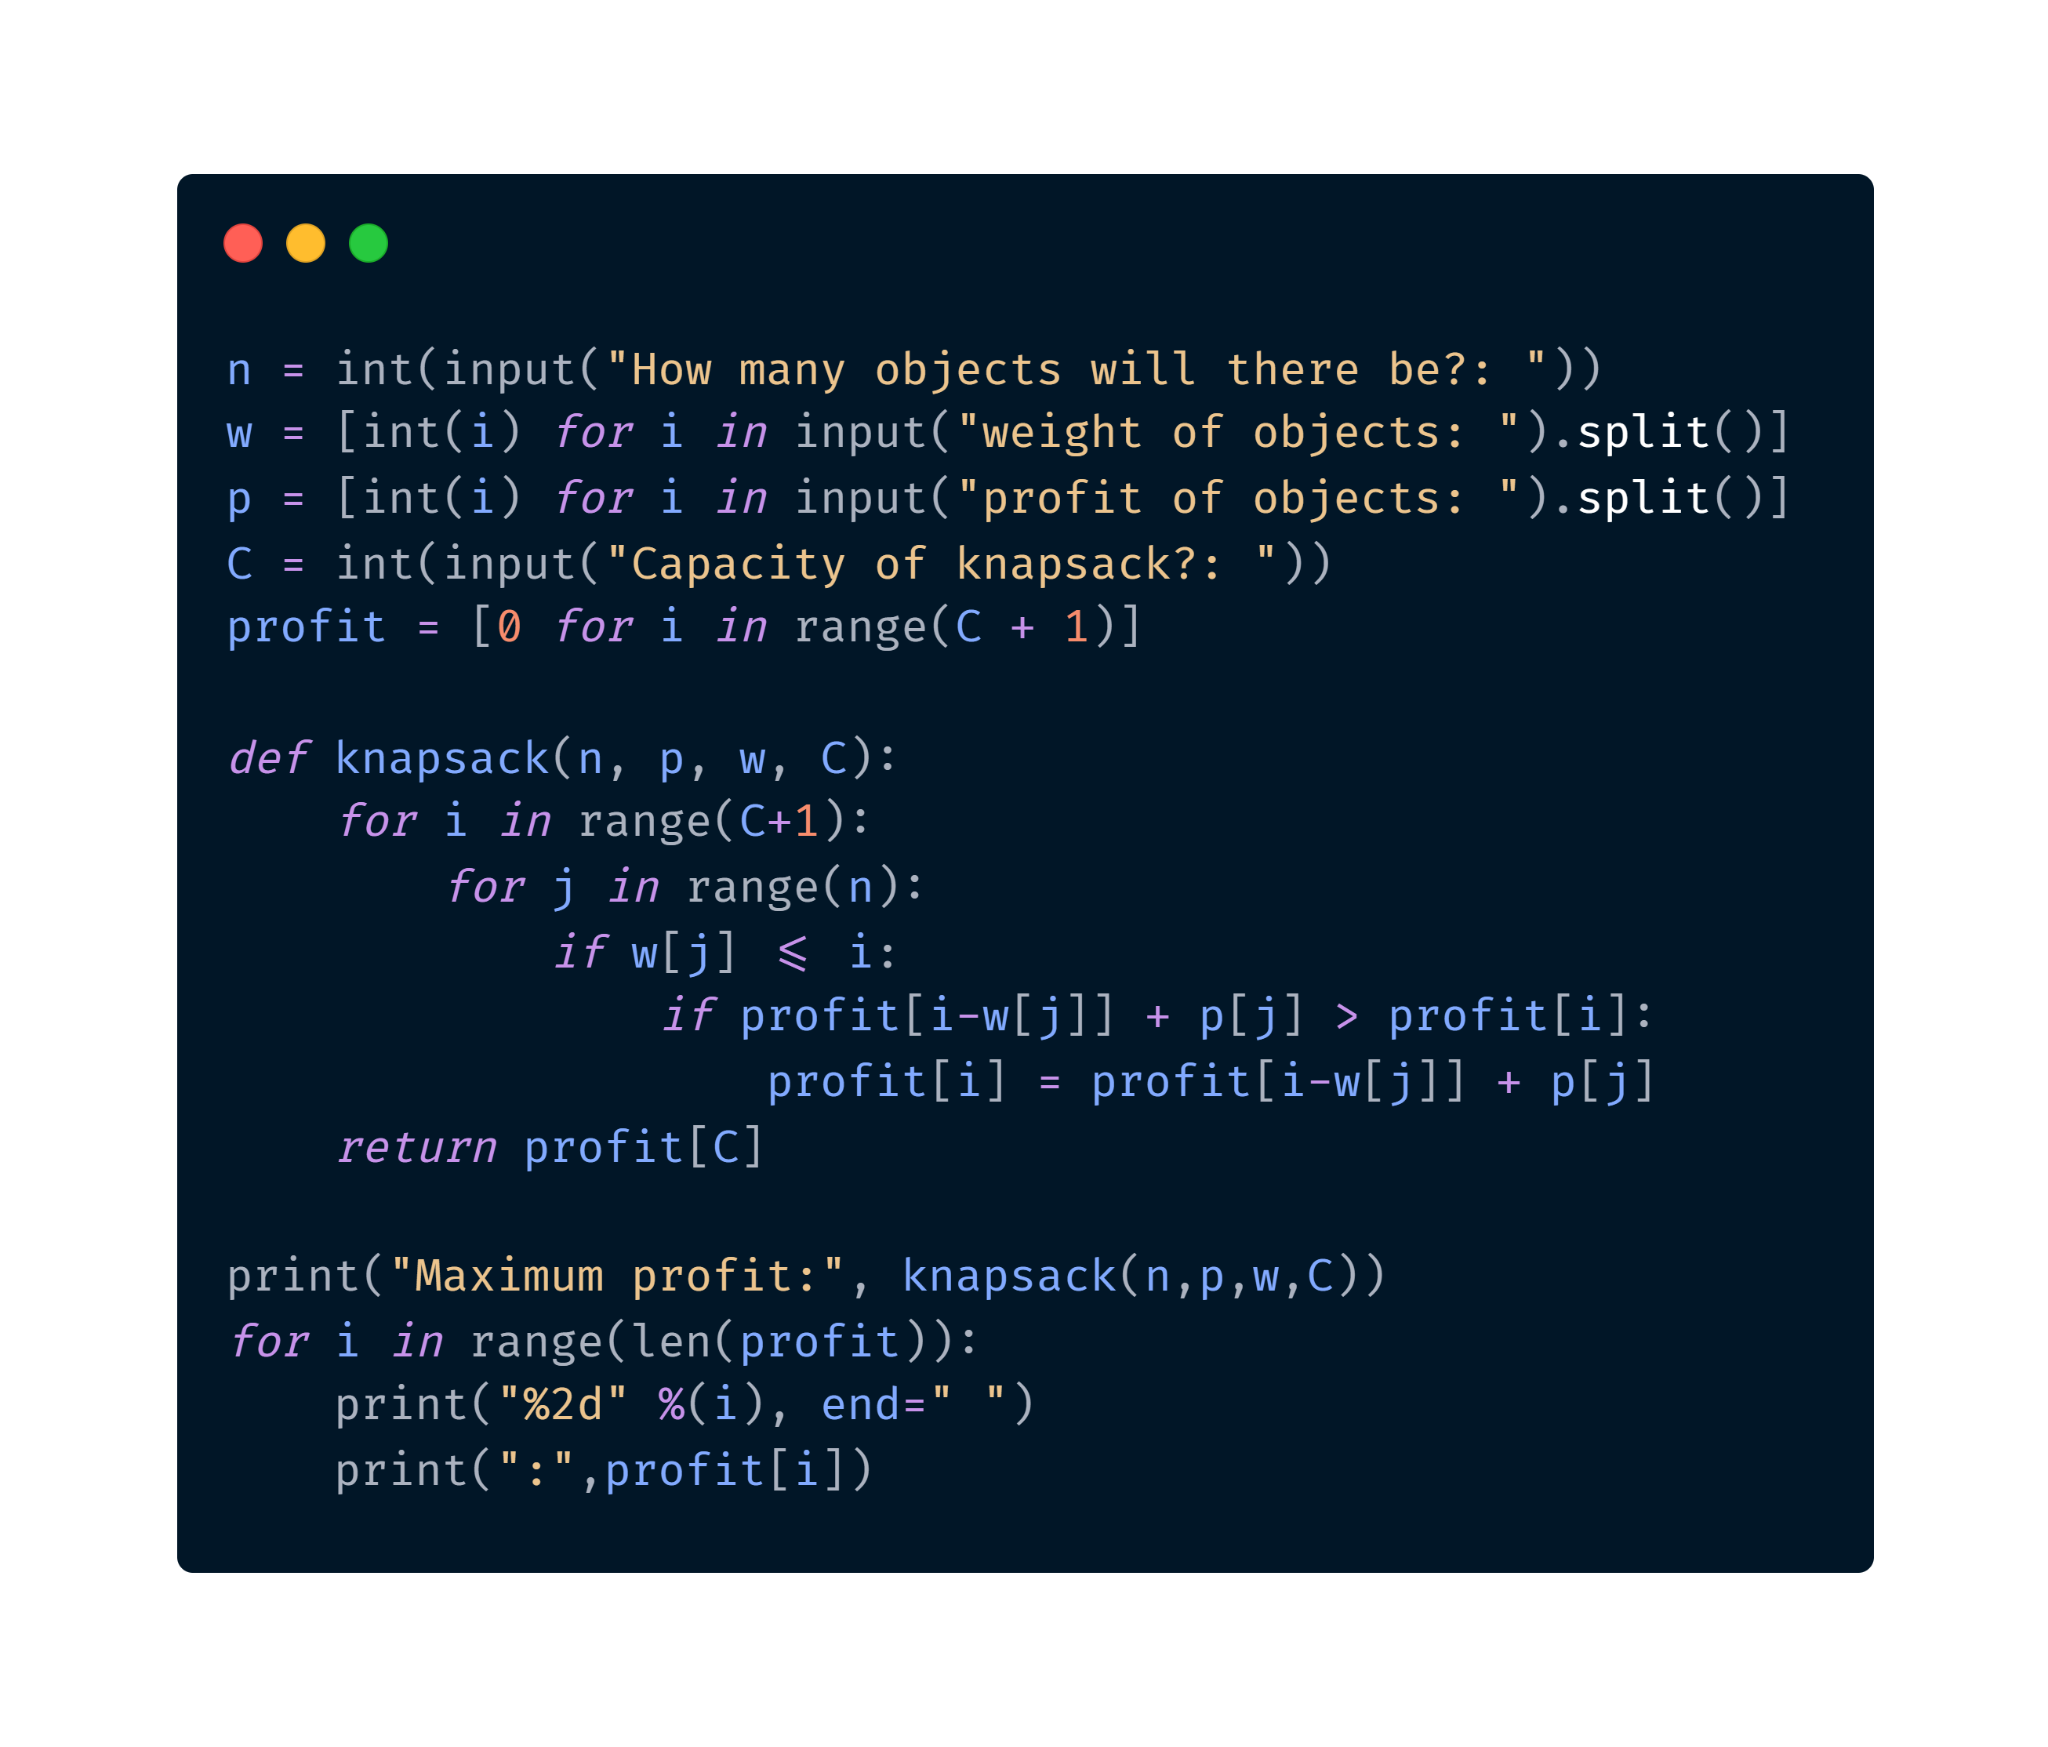 n = int(input("How many objects will there be?: "))
w = [int(i) for i in input("weight of objects: ").split()]
p = [int(i) for i in input("profit of objects: ").split()]
C = int(input("Capacity of knapsack?: "))
profit = [0 for i in range(C + 1)]

def knapsack(n, p, w, C):
    for i in range(C+1):
        for j in range(n):
            if w[j] <= i:
                if profit[i-w[j]] + p[j] > profit[i]:
                    profit[i] = profit[i-w[j]] + p[j]
    return profit[C]

print("Maximum profit:", knapsack(n,p,w,C))
for i in range(len(profit)):
    print("%2d" %(i), end=" ")
    print(":",profit[i])